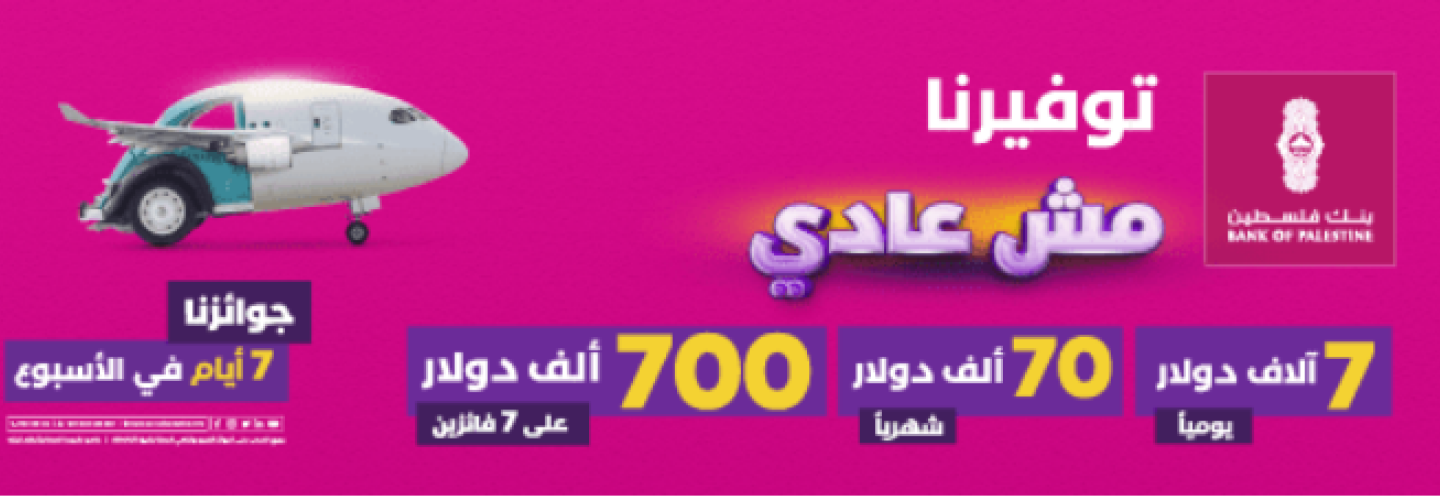 توفيرنا
مش عادي
بنك فلسطين
BANK OF PALESTINE
7 آلاف دولار
يومياً
70 ألف دولار
شهرياً
700 ألف دولار
على 7 فائزين
جوائزنا
7 أيام في الأسبوع